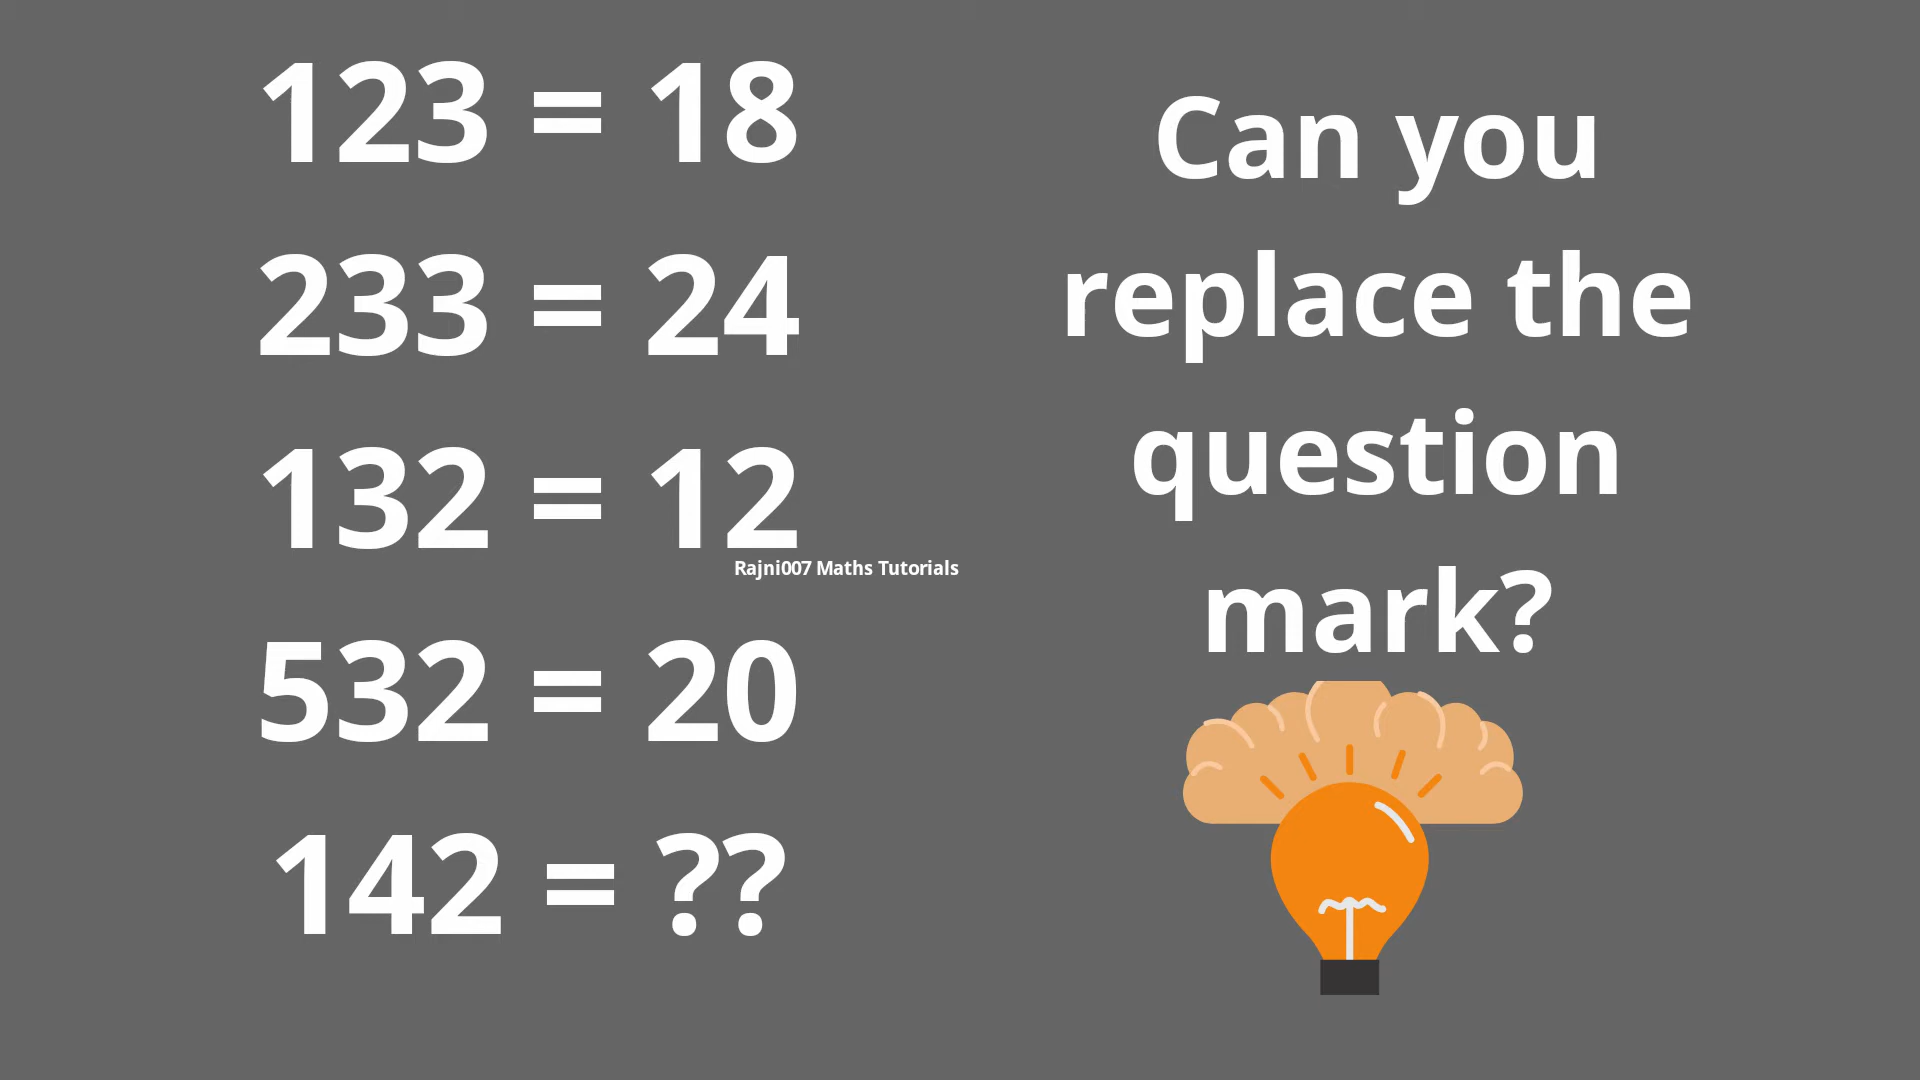 123 = 18
233 = 24
132 = 12
Rajni007 Maths Tutorials
532 = 20
142 = ??
Can you
replace the
question
mark?